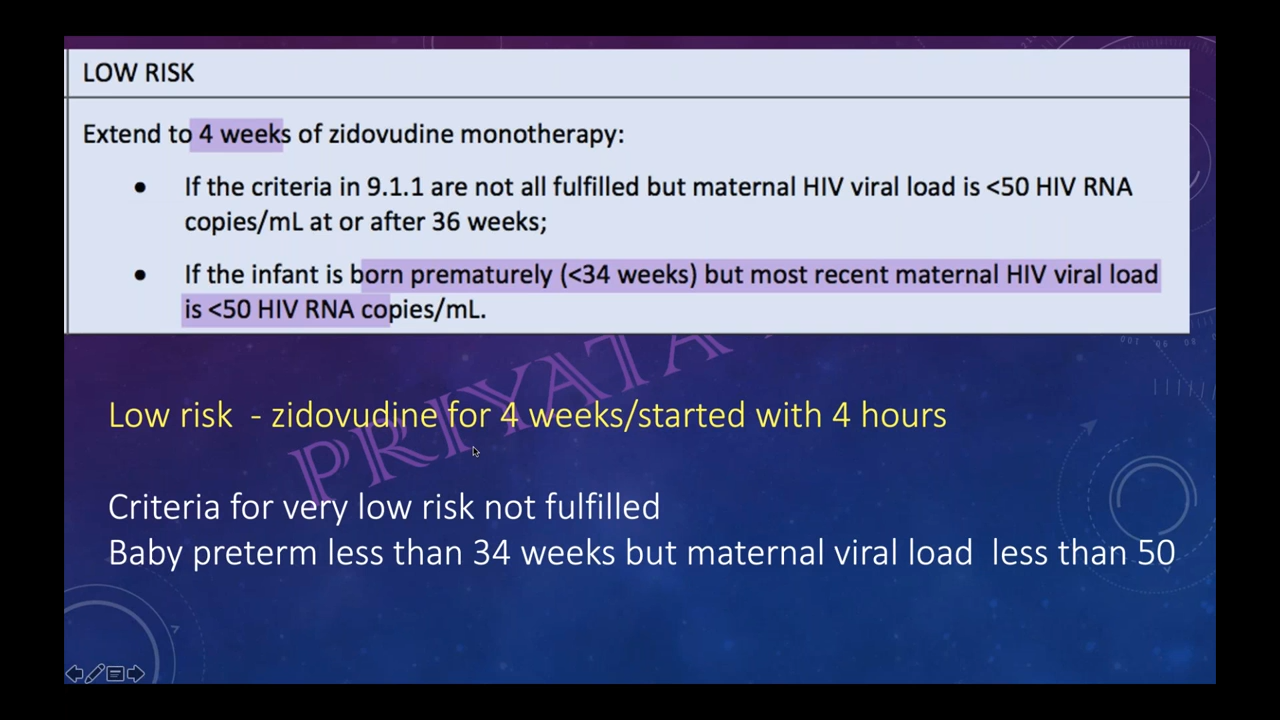 LOW RISK
Extend to 4 weeks of zidovudine monotherapy:
• If the criteria in 9.1.1 are not all fulfilled but maternal HIV viral load is <50 HIV RNA
copies/mL at or after 36 weeks;
• If the infant is born prematurely (<34 weeks) but most recent maternal HIV viral load
is <50 HIV RNA copies/mL.
PRIYATA
Low risk - zidovudine for 4 weeks/started with 4 hours
Criteria for very low risk not fulfilled
Baby preterm less than 34 weeks but maternal viral load less than 50